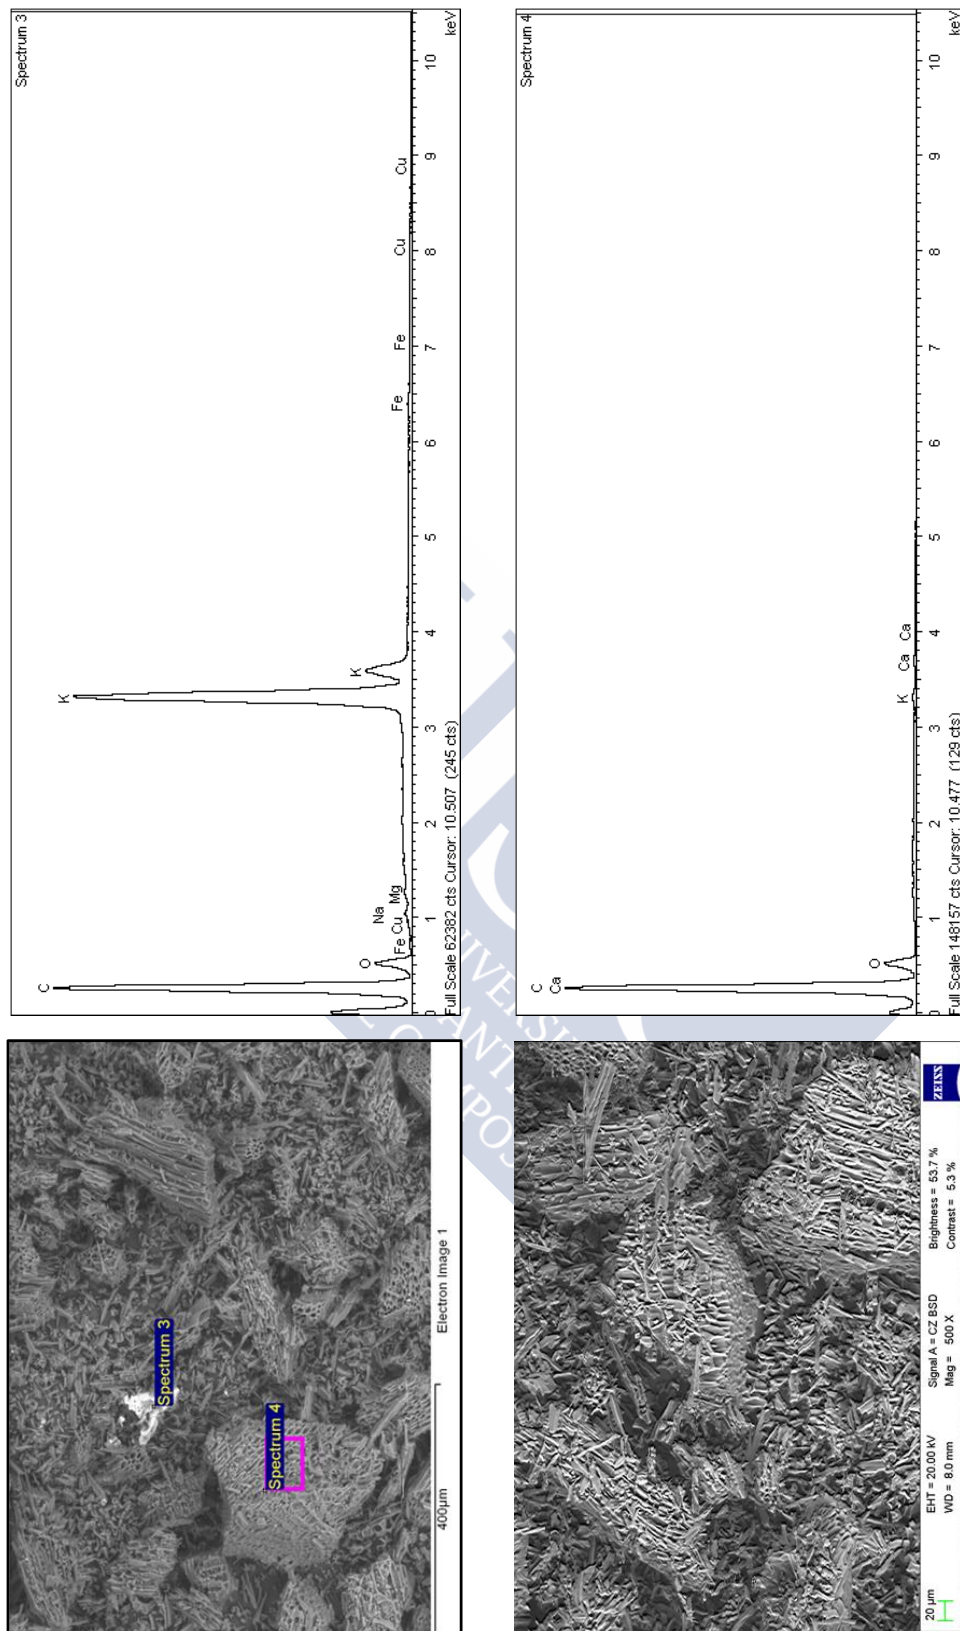 Spectrum 3
C
O
Fe Cu
Na
Mg
K
K
Fe
Fe
Cu
Cu
0 1 2 3 4 5 6 7 8 9 10
Full Scale 62382 cts Cursor: 10.507 (245 cts)
keV
Spectrum 3
Spectrum 4
400µm
Electron Image 1
Spectrum 4
C
Ca
O
K
Ca
Ca
0 1 2 3 4 5 6 7 8 9 10
Full Scale 148157 cts Cursor: 10.477 (129 cts)
keV
20 µm
EHT = 20.00 kV
WD = 8.0 mm
Signal A = CZ BSD
Mag = 500 X
Brightness = 53.7 %
Contrast = 5.3 %
ZEISS